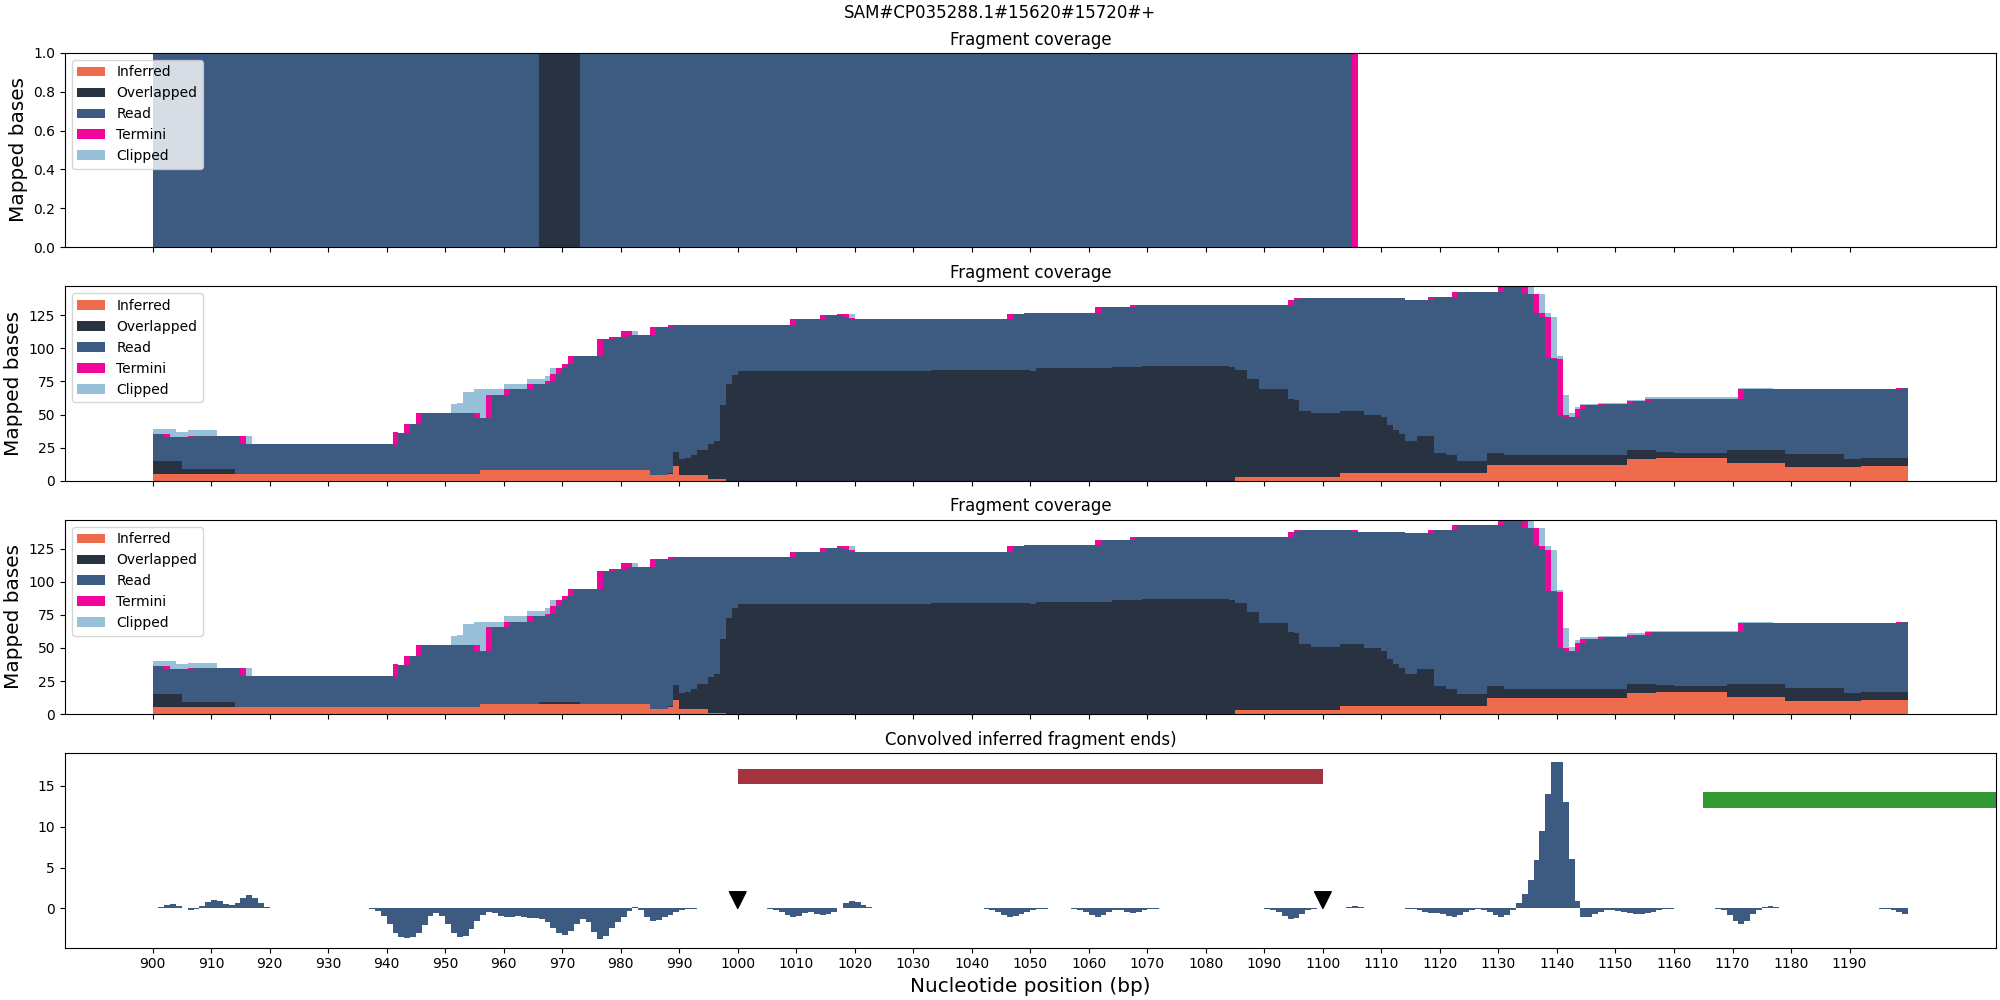 SAM#CP035288.1#15620#15720#+
Fragment coverage
Mapped bases
1.0
0.8
0.6
0.4
0.2
0.0
Inferred
Overlapped
Read
Termini
Clipped
Fragment coverage
Mapped bases
125
100
75
50
25
0
Inferred
Overlapped
Read
Termini
Clipped
Fragment coverage
Mapped bases
125
100
75
50
25
0
Inferred
Overlapped
Read
Termini
Clipped
Convolved inferred fragment ends)
15
10
5
0
900 910 920 930 940 950 960 970 980 990 1000 1010 1020 1030 1040 1050 1060 1070 1080 1090 1100 1110 1120 1130 1140 1150 1160 1170 1180 1190
Nucleotide position (bp)